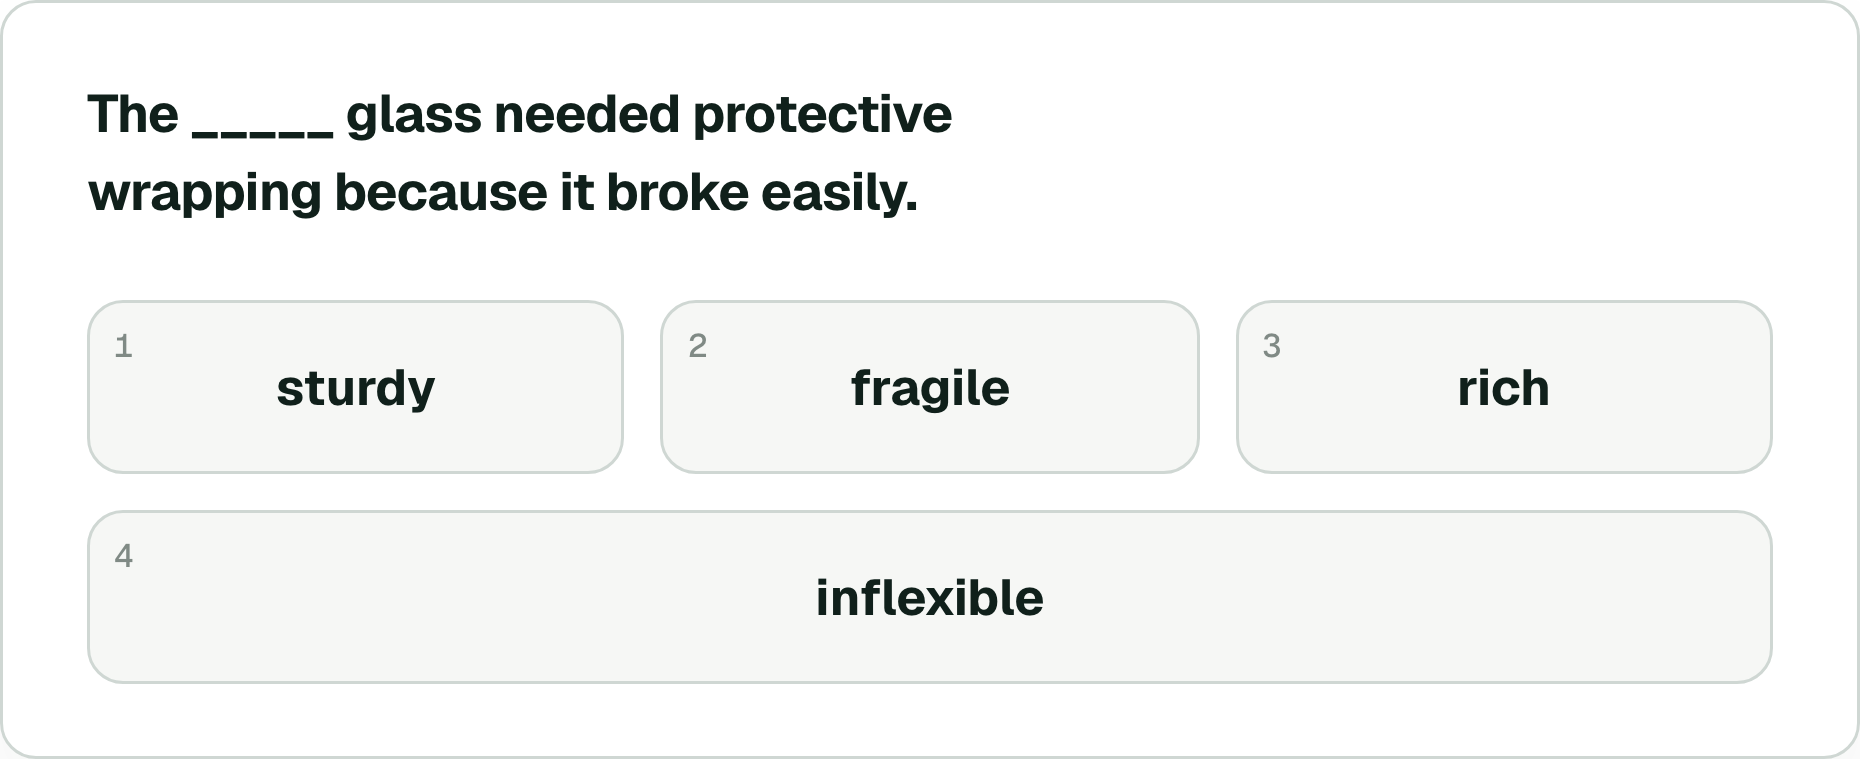 The _____ glass needed protective
wrapping because it broke easily.
1
sturdy
2
fragile
3
rich
4
inflexible